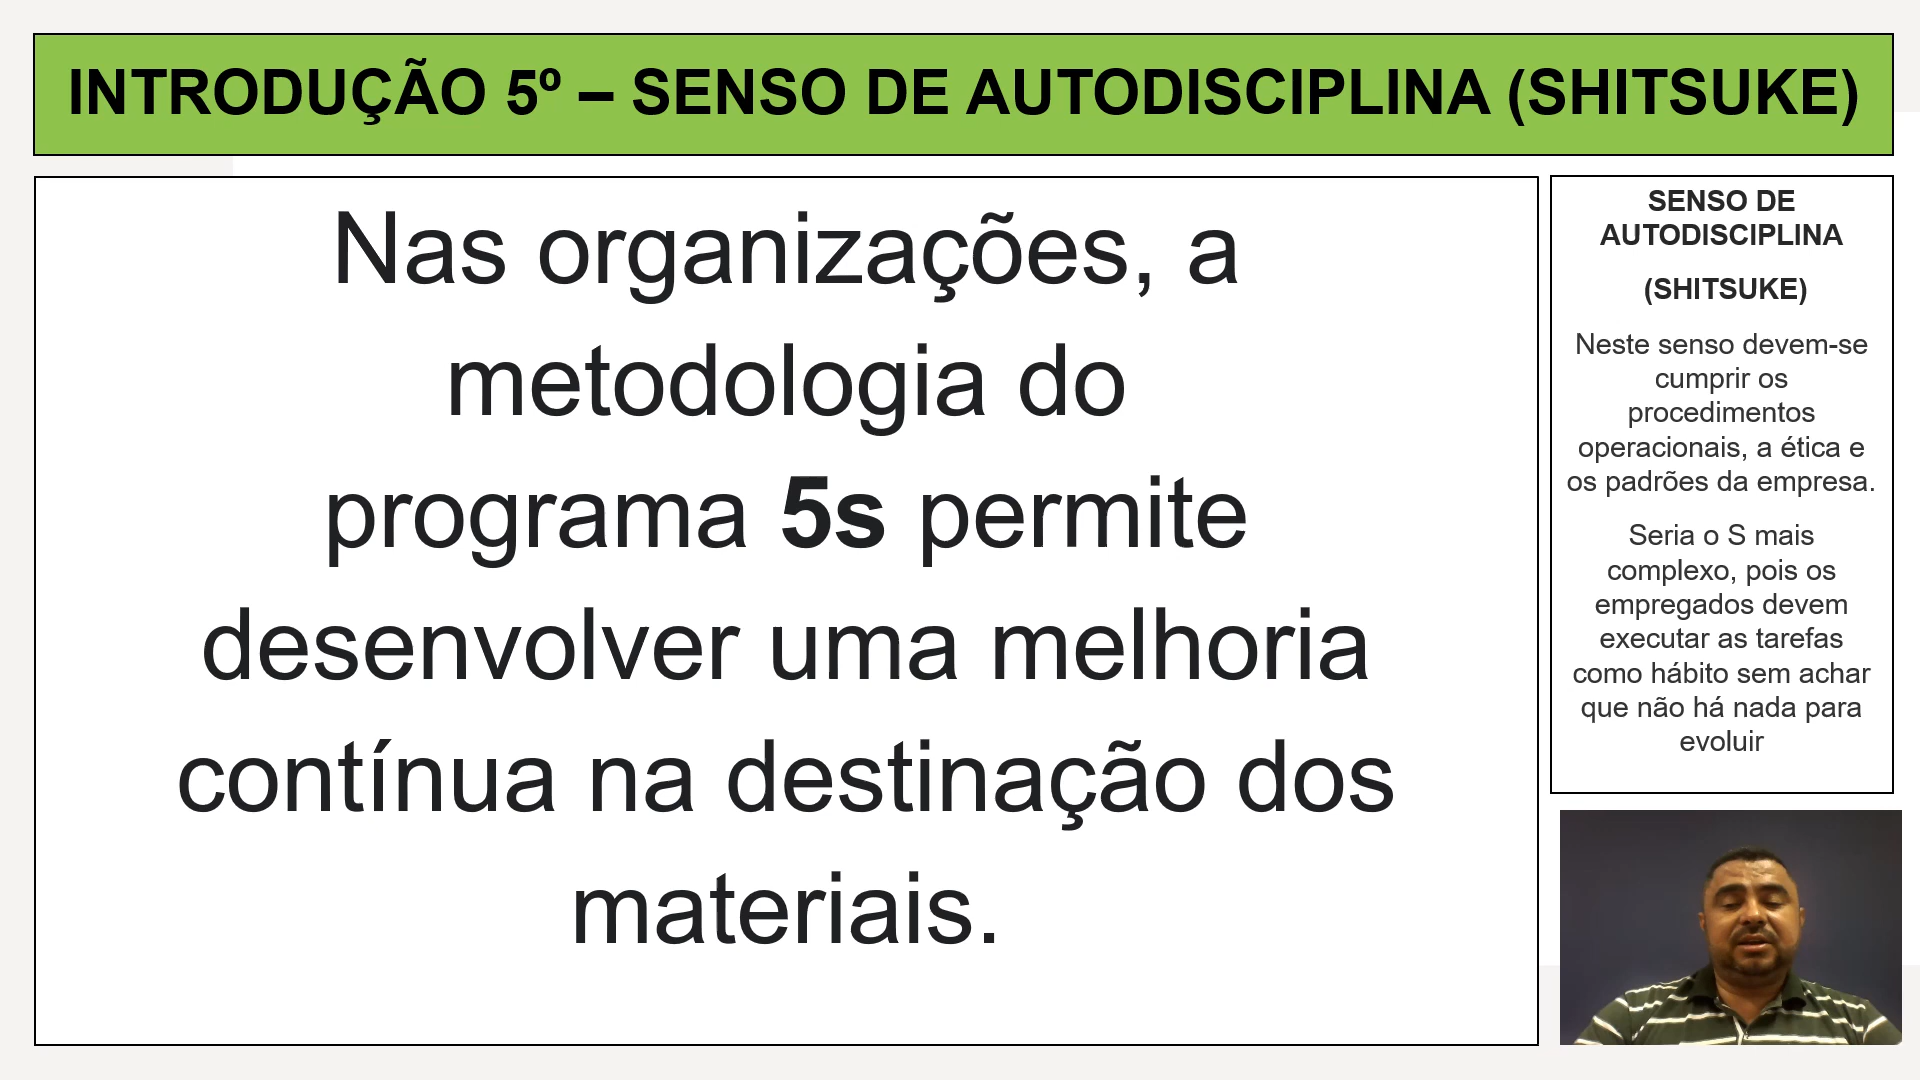 INTRODUÇÃO 5º – SENSO DE AUTODISCIPLINA (SHITSUKE)
Nas organizações, a
metodologia do
programa 5s permite
desenvolver uma melhoria
contínua na destinação dos
materiais.
SENSO DE
AUTODISCIPLINA
(SHITSUKE)
Neste senso devem-se
cumprir os
procedimentos
operacionais, a ética e
os padrões da empresa.
Seria o S mais
complexo, pois os
empregados devem
executar as tarefas
como hábito sem achar
que não há nada para
evoluir